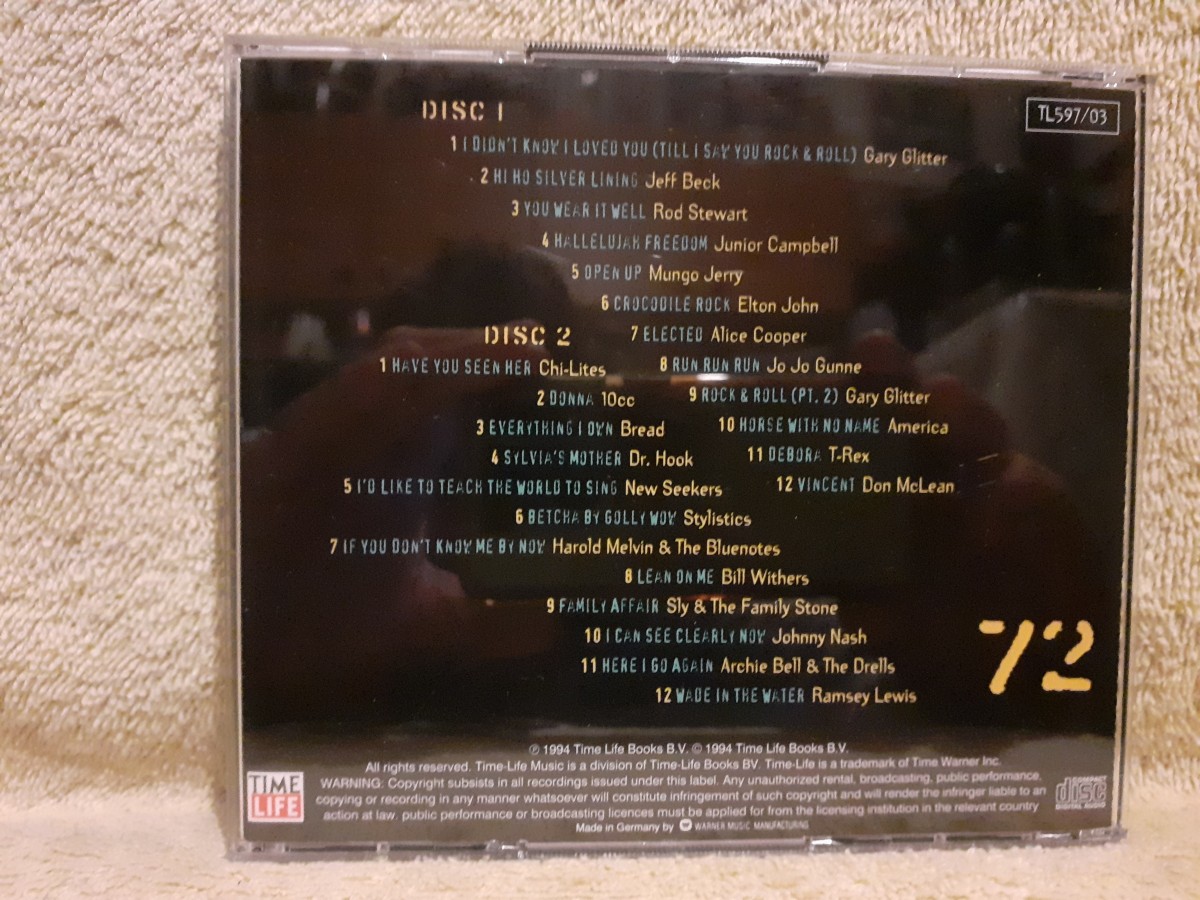 DISC 1
TL597/03
1 I DIDN'T KNOW I LOVED YOU (TILL I SAW YOU ROCK & ROLL) Gary Glitter
2 HI HO SILVER LINING Jeff Beck
3 YOU WEAR IT WELL Rod Stewart
4 HALLELUJAH FREEDOM Junior Campbell
5 OPEN UP Mungo Jerry
6 CROCODILE ROCK Elton John
7 ELECTED Alice Cooper
8 RUN RUN RUN Jo Jo Gunne
9 ROCK & ROLL (PT. 2) Gary Glitter
10 HORSE WITH NO NAME America
11 DEBORA T-Rex
12 VINCENT Don McLean
DISC 2
1 HAVE YOU SEEN HER Chi-Lites
2 DONNA 10cc
3 EVERYTHING I OWN Bread
4 SYLVIA'S MOTHER Dr. Hook
5 I'D LIKE TO TEACH THE WORLD TO SING New Seekers
6 BETCHA BY GOLLY WOW Stylistics
7 IF YOU DON'T KNOW ME BY NOW Harold Melvin & The Bluenotes
8 LEAN ON ME Bill Withers
9 FAMILY AFFAIR Sly & The Family Stone
10 I CAN SEE CLEARLY NOW Johnny Nash
11 HERE I GO AGAIN Archie Bell & The Drells
12 WADE IN THE WATER Ramsey Lewis
72
℗ 1994 Time Life Books B.V. © 1994 Time Life Books B.V.
All rights reserved. Time-Life Music is a division of Time-Life Books BV. Time-Life is a trademark of Time Warner Inc.
WARNING: Copyright subsists in all recordings issued under this label. Any unauthorized rental, broadcasting, public performance,
copying or recording in any manner whatsoever will constitute infringement of such copyright and will render the infringer liable to an
action at law. public performance or broadcasting licences must be applied for from the licensing institution in the relevant country
Made in Germany by WARNER MUSIC MANUFACTURING
TIME
LIFE
COMPACT
disc
DIGITAL AUDIO